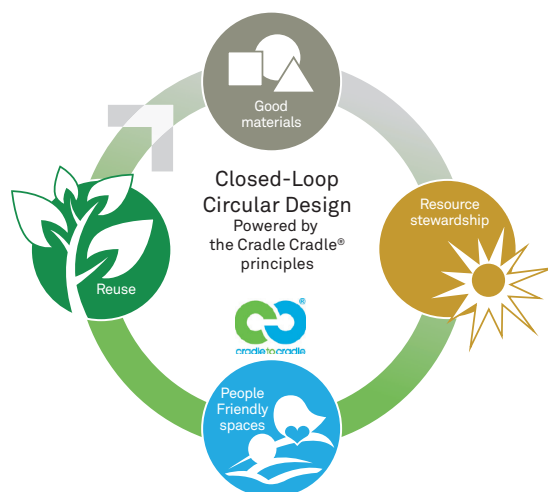 Good
materials
Closed-Loop
Circular Design
Powered by
the Cradle Cradle®
principles
Resource
stewardship
Reuse
®
cradletocradle
People
Friendly
spaces